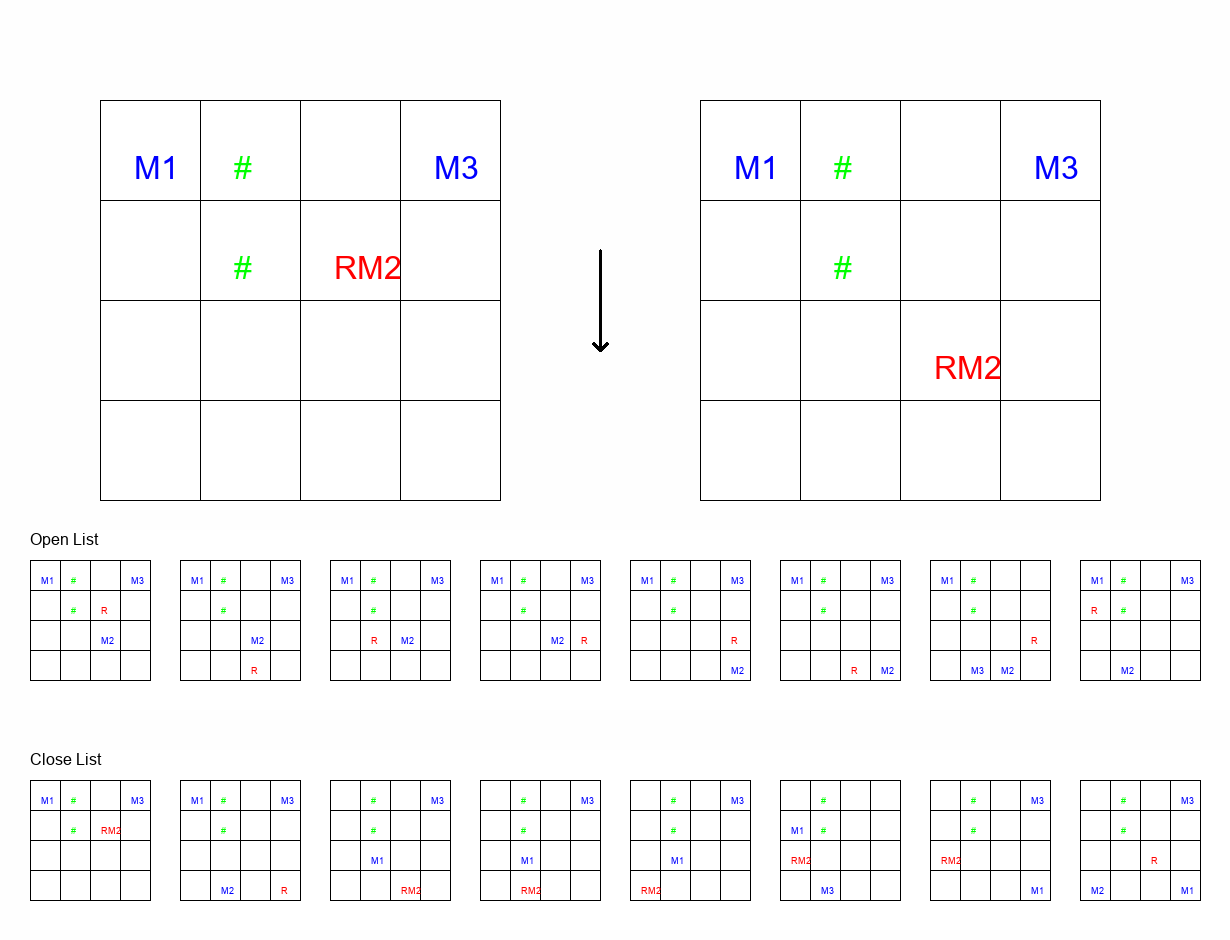 M1 # M3 M1 # M3
# RM2 #
RM2
Open List
M1 # M3 M1 # M3 M1 # M3 M1 # M3 M1 # M3 M1 # M3 M1 # M1 # M3
# R # # # # # # R #
M2 M2 R M2 M2 R R R
R M2 R M2 M3 M2 M2
Close List
M1 # M3 M1 # M3 # M3 # M3 # M3 # # M3 # M3
# RM2 # # # # M1 # # #
M1 M1 M1 RM2 RM2 R
M2 R RM2 RM2 RM2 M3 M1 M2 M1